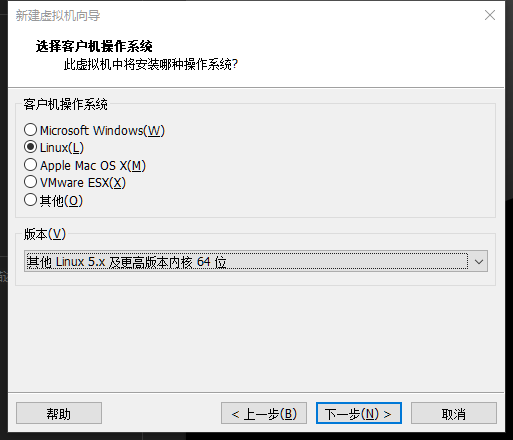 新建虚拟机向导
选择客户机操作系统
此虚拟机中将安装哪种操作系统?
客户机操作系统
Microsoft Windows(W)
Linux(L)
Apple Mac OS X(M)
VMware ESX(X)
其他(O)
版本(V)
其他 Linux 5.x 及更高版本内核 64 位
帮助
< 上一步(B)
下一步(N) >
取消